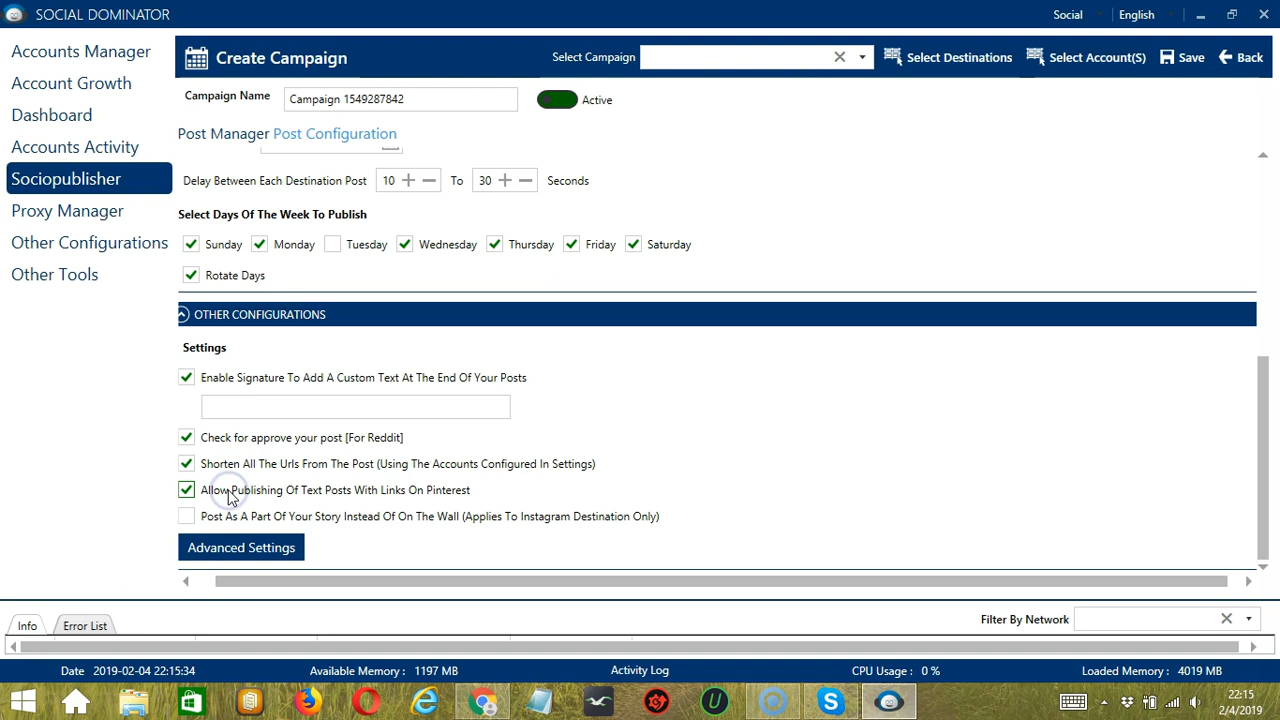 SOCIAL DOMINATOR
Social
English
Accounts Manager
Account Growth
Dashboard
Accounts Activity
Sociopublisher
Proxy Manager
Other Configurations
Other Tools
Create Campaign
Select Campaign
Select Destinations
Select Account(S)
Save
Back
Campaign Name
Campaign 1549287842
Active
Post Manager Post Configuration
Delay Between Each Destination Post 10 To 30 Seconds
Select Days Of The Week To Publish
Sunday Monday Tuesday Wednesday Thursday Friday Saturday
Rotate Days
OTHER CONFIGURATIONS
Settings
Enable Signature To Add A Custom Text At The End Of Your Posts
Check for approve your post [For Reddit]
Shorten All The Urls From The Post (Using The Accounts Configured In Settings)
Allow Publishing Of Text Posts With Links On Pinterest
Post As A Part Of Your Story Instead Of On The Wall (Applies To Instagram Destination Only)
Advanced Settings
Info
Error List
Filter By Network
Date 2019-02-04 22:15:34
Available Memory : 1197 MB
Activity Log
CPU Usage : 0 %
Loaded Memory : 4019 MB
22:15
2/4/2019